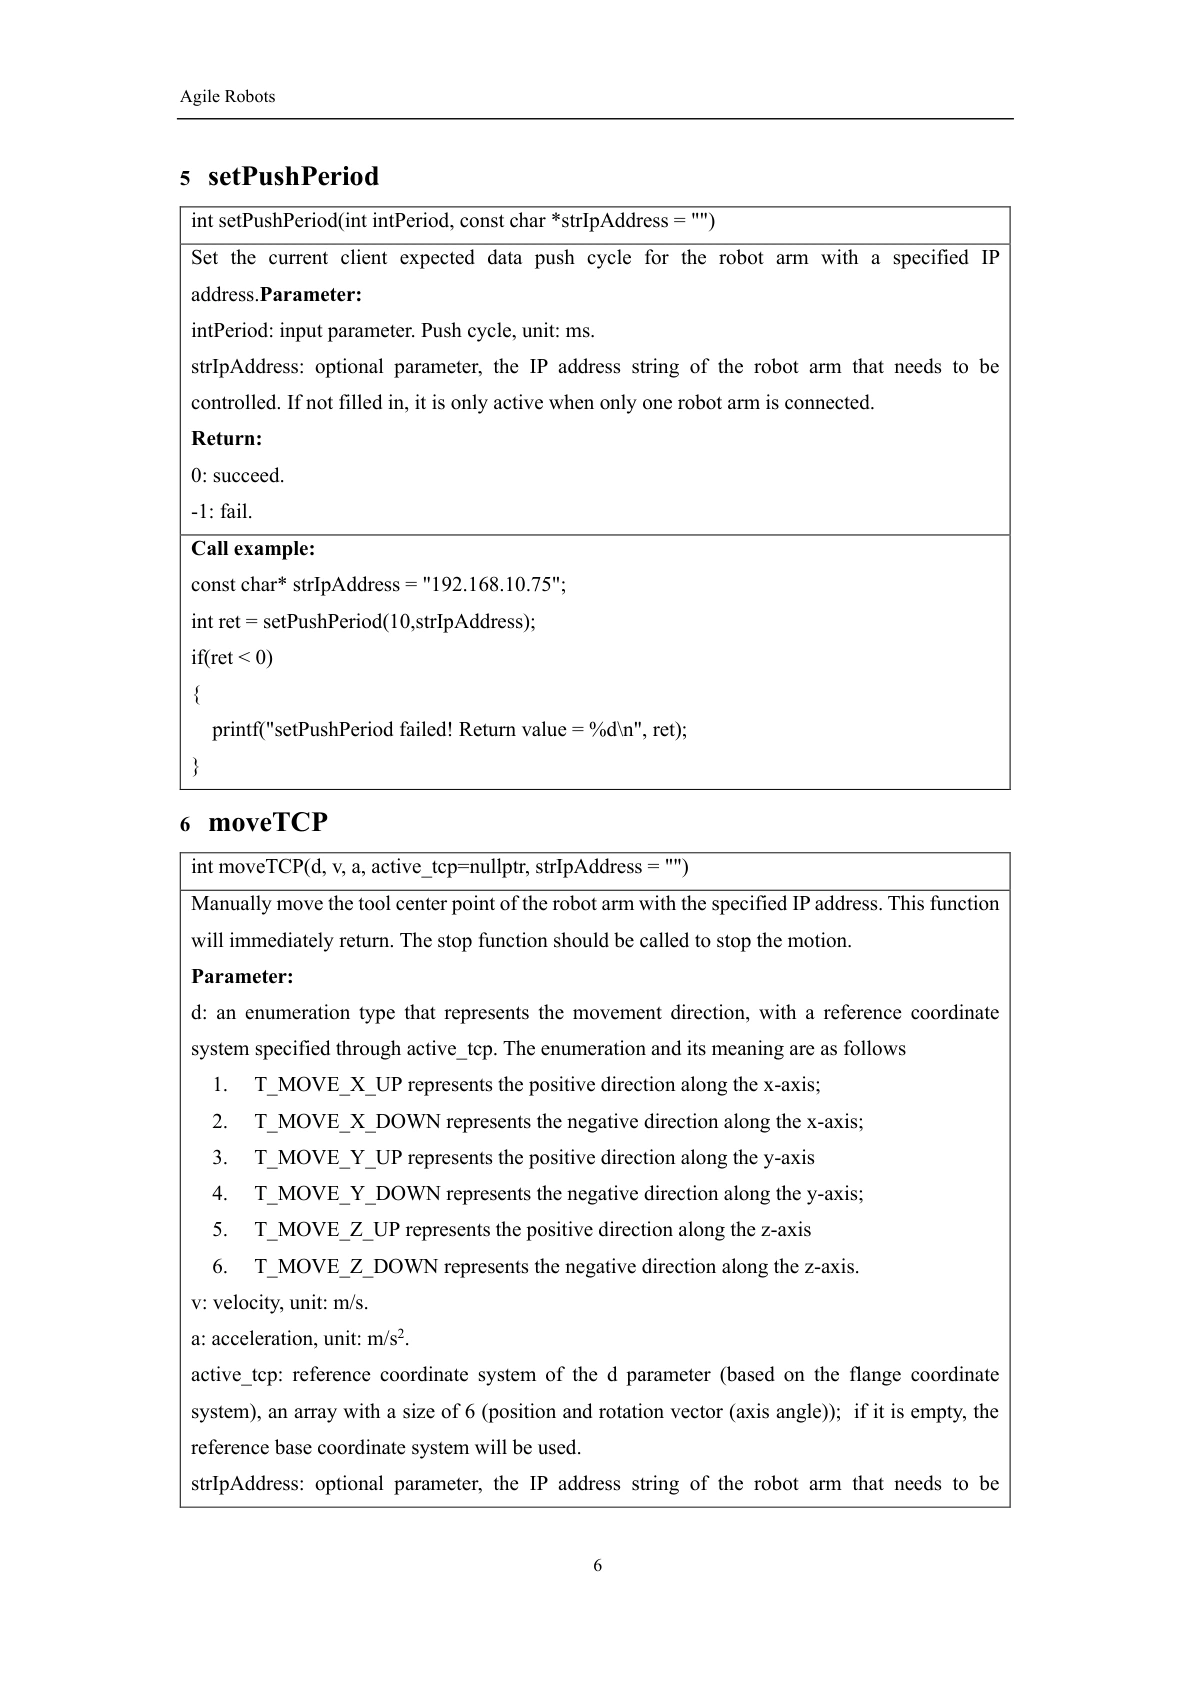 Agile Robots
5 setPushPeriod
int setPushPeriod(int intPeriod, const char *strIpAddress = "")
Set the current client expected data push cycle for the robot arm with a specified IP
address.Parameter:
intPeriod: input parameter. Push cycle, unit: ms.
strIpAddress: optional parameter, the IP address string of the robot arm that needs to be
controlled. If not filled in, it is only active when only one robot arm is connected.
Return:
0: succeed.
-1: fail.
Call example:
const char* strIpAddress = "192.168.10.75";
int ret = setPushPeriod(10,strIpAddress);
if(ret < 0)
{
printf("setPushPeriod failed! Return value = %d\n", ret);
}
6 moveTCP
int moveTCP(d, v, a, active_tcp=nullptr, strIpAddress = "")
Manually move the tool center point of the robot arm with the specified IP address. This function
will immediately return. The stop function should be called to stop the motion.
Parameter:
d: an enumeration type that represents the movement direction, with a reference coordinate
system specified through active_tcp. The enumeration and its meaning are as follows
1. T_MOVE_X_UP represents the positive direction along the x-axis;
2. T_MOVE_X_DOWN represents the negative direction along the x-axis;
3. T_MOVE_Y_UP represents the positive direction along the y-axis
4. T_MOVE_Y_DOWN represents the negative direction along the y-axis;
5. T_MOVE_Z_UP represents the positive direction along the z-axis
6. T_MOVE_Z_DOWN represents the negative direction along the z-axis.
v: velocity, unit: m/s.
a: acceleration, unit: m/s².
active_tcp: reference coordinate system of the d parameter (based on the flange coordinate
system), an array with a size of 6 (position and rotation vector (axis angle)); if it is empty, the
reference base coordinate system will be used.
strIpAddress: optional parameter, the IP address string of the robot arm that needs to be
6